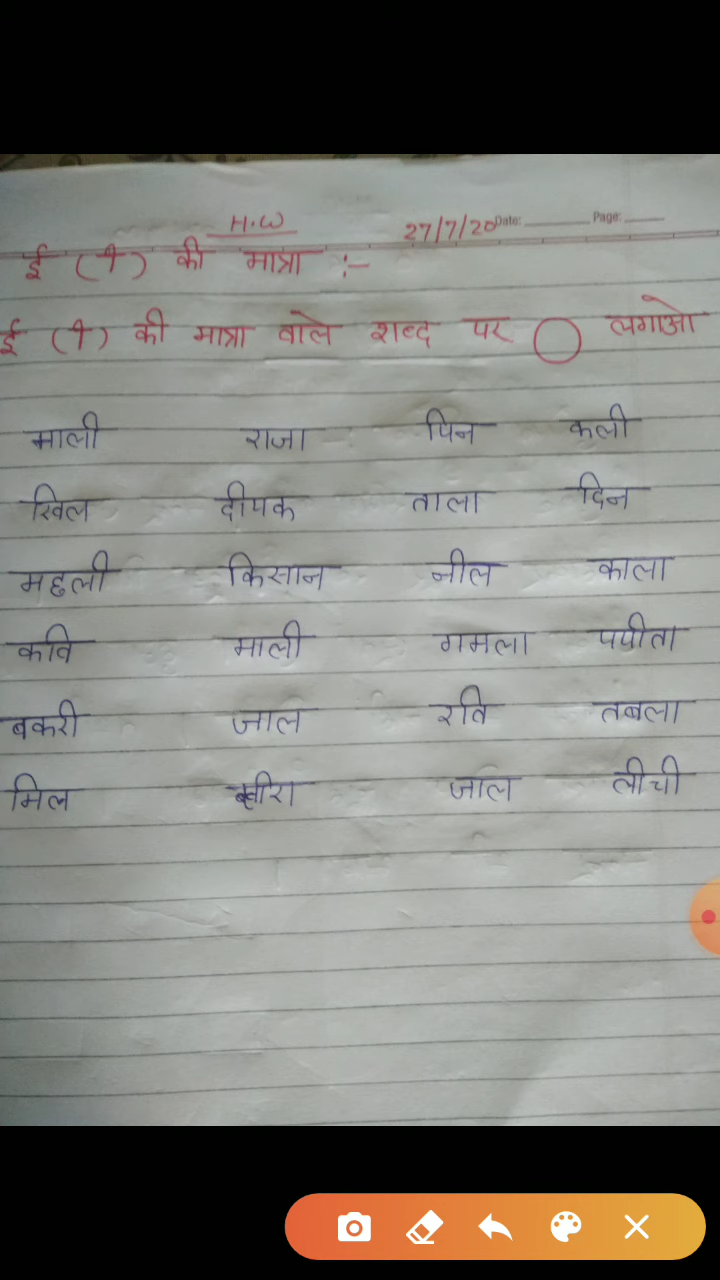 H.W
27/7/20 Date: Page:
ई (ी) की मात्रा :-
ई (ी) की मात्रा वाले शब्द पर ◯ लगाओ
माली राजा पिन कली
खिल दीपक ताला दिन
मछली किसान नील काला
कवि माली गमला पपीता
बकरी जाल रवि तबला
मिल खीरा जाल लीची